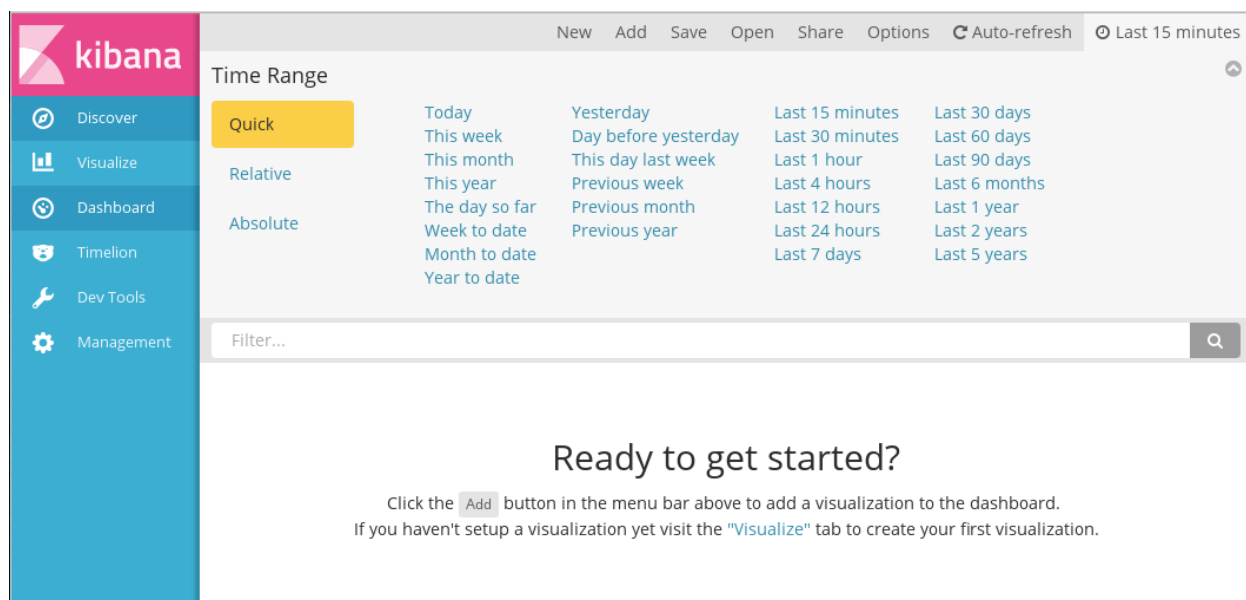 kibana
New Add Save Open Share Options Auto-refresh Last 15 minutes
Discover
Visualize
Dashboard
Timelion
Dev Tools
Management
Time Range
Quick
Relative
Absolute
Today
This week
This month
This year
The day so far
Week to date
Month to date
Year to date
Yesterday
Day before yesterday
This day last week
Previous week
Previous month
Previous year
Last 15 minutes
Last 30 minutes
Last 1 hour
Last 4 hours
Last 12 hours
Last 24 hours
Last 7 days
Last 30 days
Last 60 days
Last 90 days
Last 6 months
Last 1 year
Last 2 years
Last 5 years
Filter...
Ready to get started?
Click the Add button in the menu bar above to add a visualization to the dashboard.
If you haven't setup a visualization yet visit the "Visualize" tab to create your first visualization.